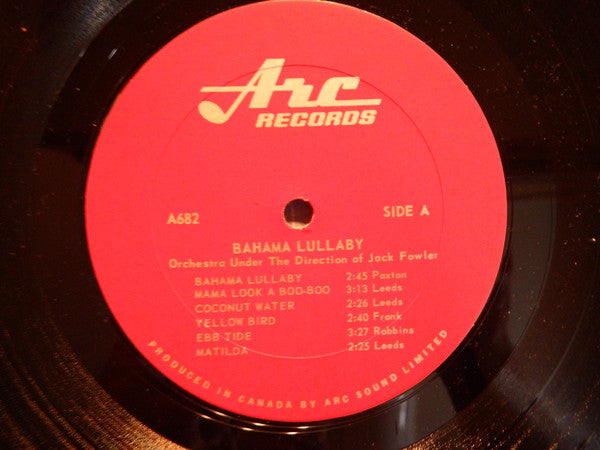 Arc
RECORDS
A682
SIDE A
BAHAMA LULLABY
Orchestra Under The Direction of Jack Fowler
BAHAMA LULLABY 2:45 Paxton
MAMA LOOK A BOO-BOO 3:13 Leeds
COCONUT WATER 2:26 Leeds
YELLOW BIRD 2:40 Frank
EBB TIDE 3:27 Robbins
MATILDA 2:25 Leeds
PRODUCED IN CANADA BY ARC SOUND LIMITED